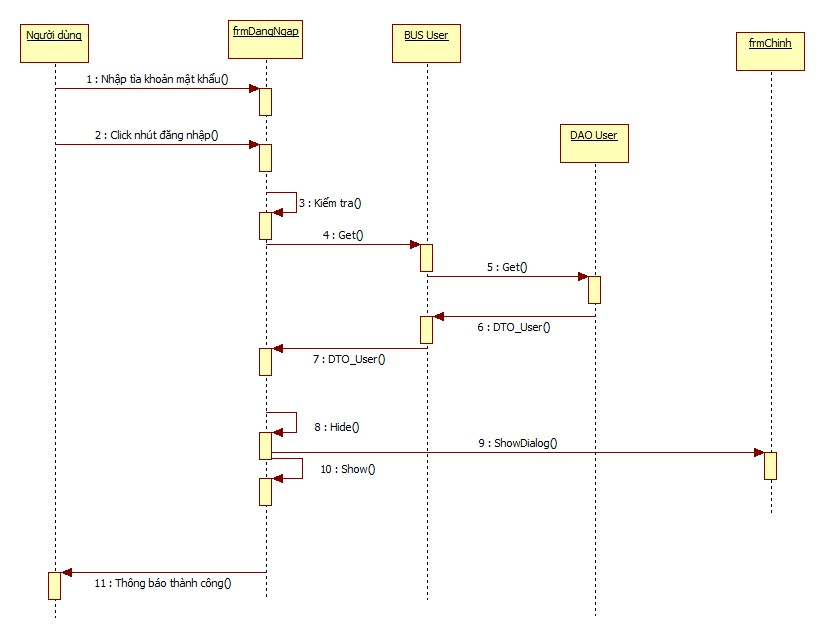 Người dùng
frmDangNgap
BUS User
frmChinh
1 : Nhập tìa khoản mật khẩu()
2 : Click nhút đăng nhập()
DAO User
3 : Kiểm tra()
4 : Get()
5 : Get()
6 : DTO_User()
7 : DTO_User()
8 : Hide()
9 : ShowDialog()
10 : Show()
11 : Thông báo thành công()